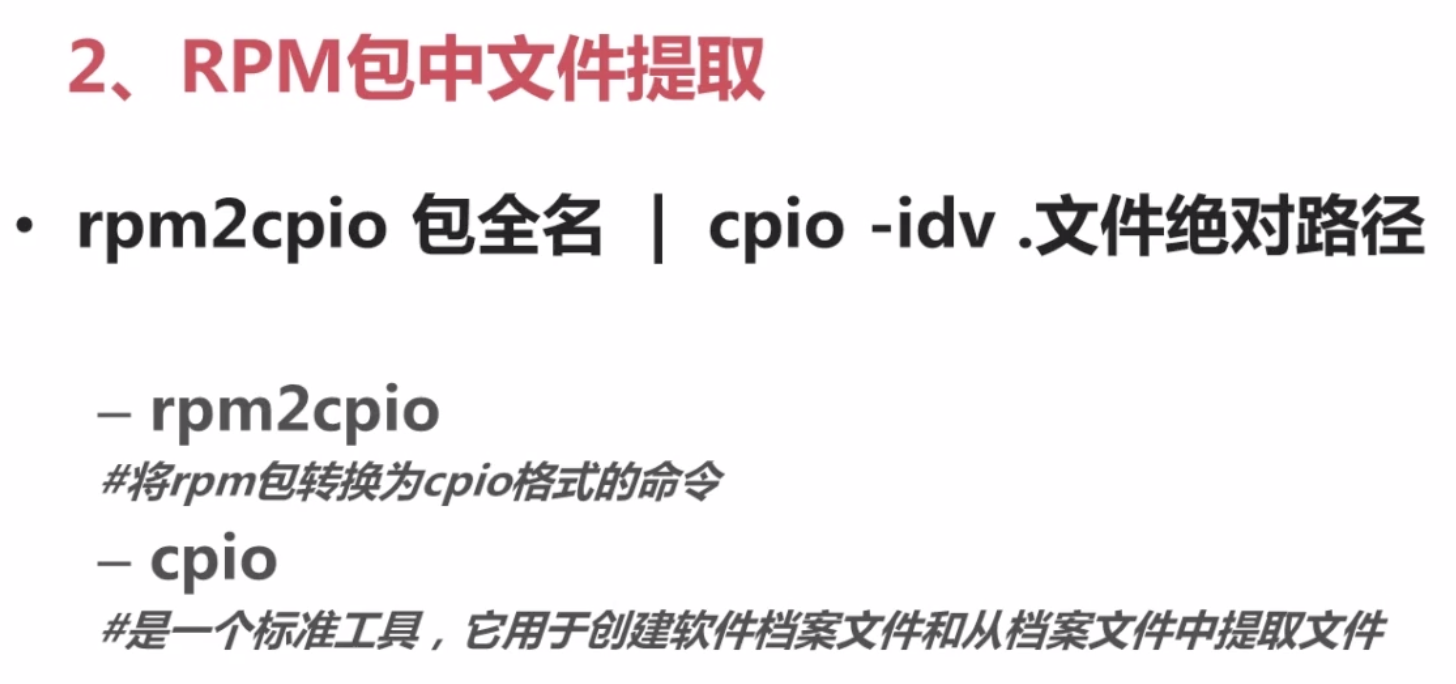 2、RPM包中文件提取
• rpm2cpio 包全名 | cpio -idv .文件绝对路径
– rpm2cpio
#将rpm包转换为cpio格式的命令
– cpio
#是一个标准工具，它用于创建软件档案文件和从档案文件中提取文件